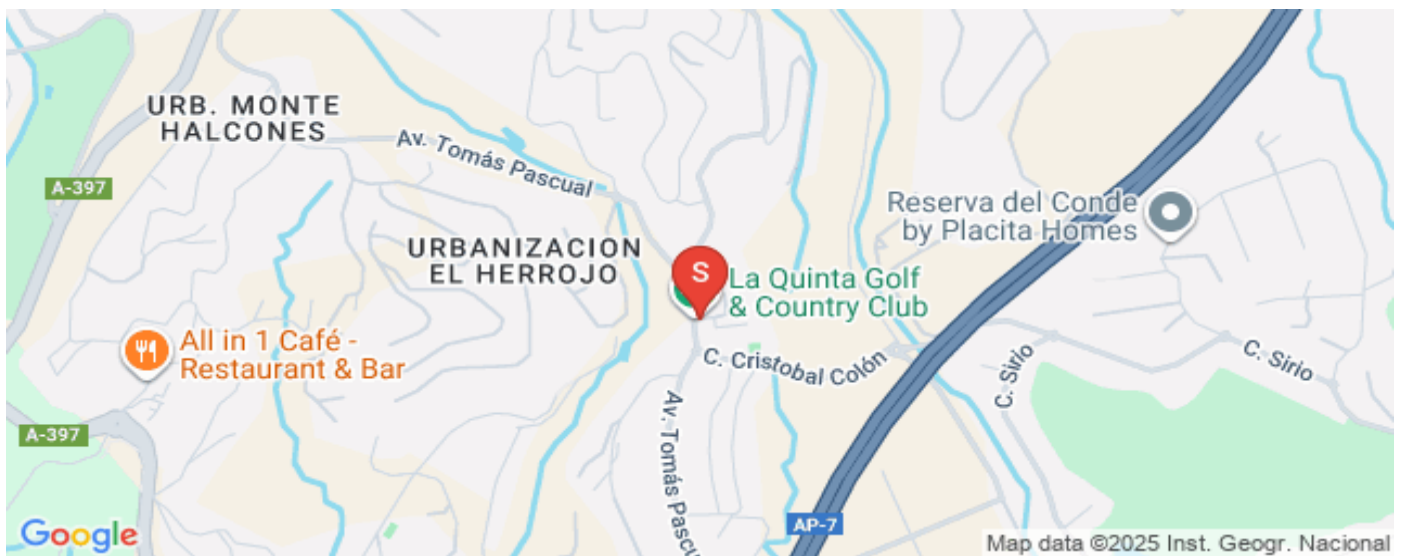 URB. MONTE
HALCONES
Av. Tomás Pascual
A-397
Reserva del Conde
by Placita Homes
URBANIZACION
EL HERROJO
S
La Quinta Golf
& Country Club
All in 1 Café -
Restaurant & Bar
C. Cristobal Colón
C. Sirio
C. Sirio
Av. Tomás Pascu
A-397
AP-7
Google
Map data ©2025 Inst. Geogr. Nacional